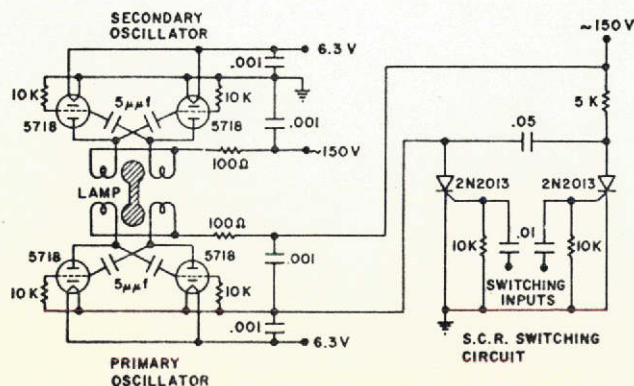 SECONDARY
OSCILLATOR
6.3 V
.001
10K
5μμf
10K
5718
5718
.001
100Ω
~150V
LAMP
100Ω
5718
5718
5μμf
.001
10K
10K
.001
6.3V
PRIMARY
OSCILLATOR
~150V
5 K
.05
2N2013
2N2013
10K
.01
10K
SWITCHING
INPUTS
S.C.R. SWITCHING
CIRCUIT